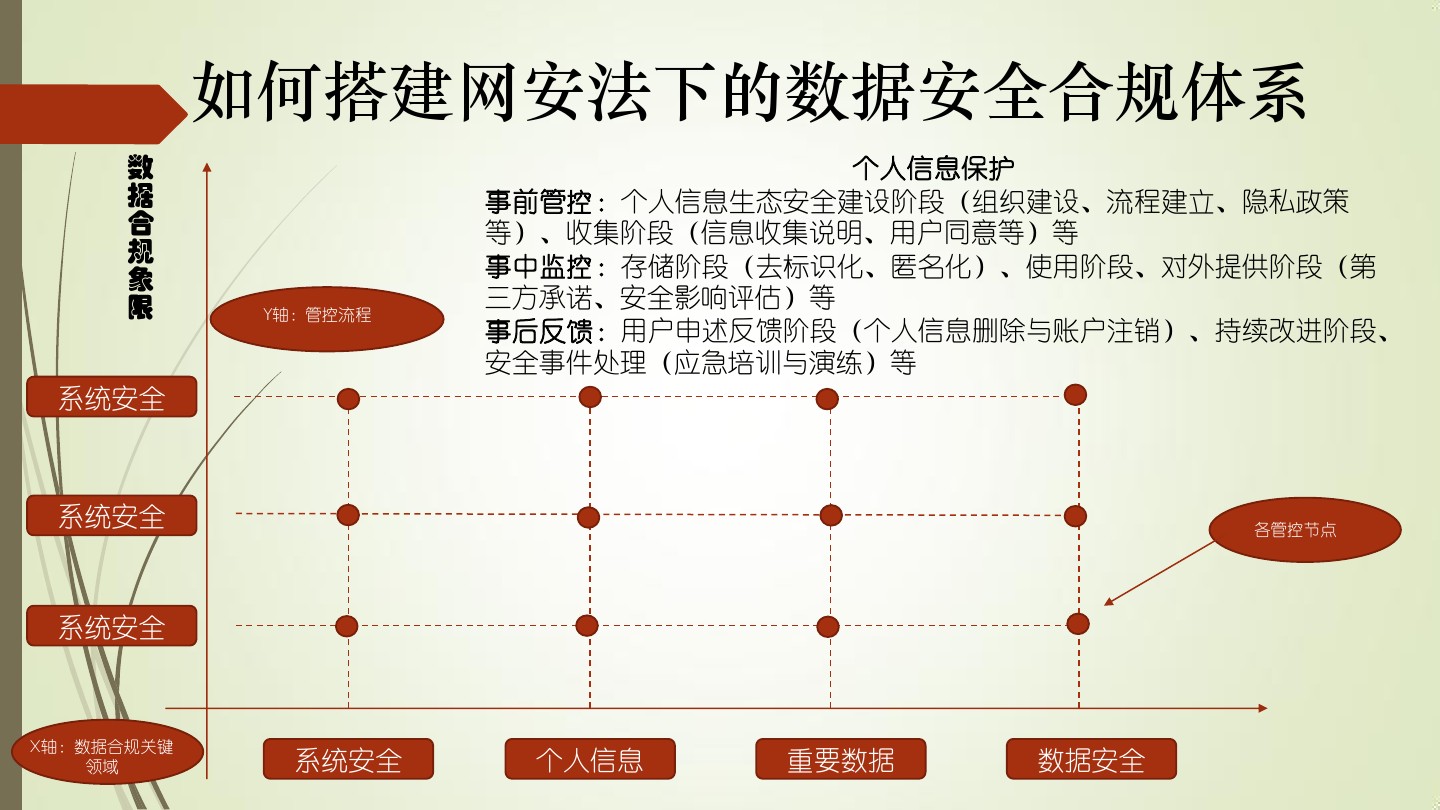 如何搭建网安法下的数据安全合规体系
数据合规象限
个人信息保护
事前管控：个人信息生态安全建设阶段（组织建设、流程建立、隐私政策
等）、收集阶段（信息收集说明、用户同意等）等
事中监控：存储阶段（去标识化、匿名化）、使用阶段、对外提供阶段（第
三方承诺、安全影响评估）等
事后反馈：用户申述反馈阶段（个人信息删除与账户注销）、持续改进阶段、
安全事件处理（应急培训与演练）等
Y轴：管控流程
系统安全
系统安全
各管控节点
系统安全
X轴：数据合规关键
领域
系统安全
个人信息
重要数据
数据安全